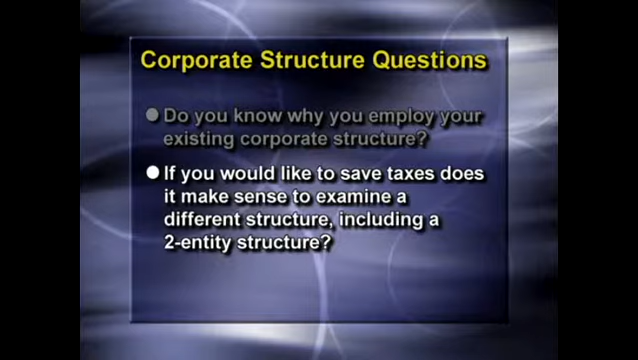 Corporate Structure Questions
Do you know why you employ your
existing corporate structure?
If you would like to save taxes does
it make sense to examine a
different structure, including a
2-entity structure?